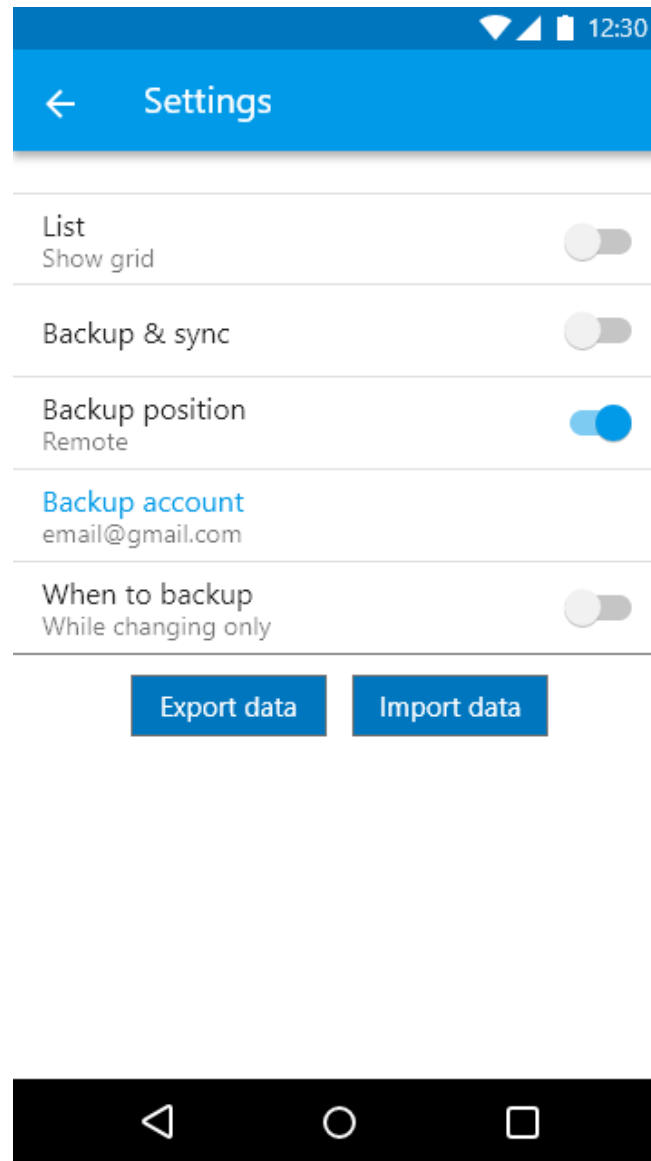 12:30
Settings
List
Show grid
Backup & sync
Backup position
Remote
Backup account
email@gmail.com
When to backup
While changing only
Export data Import data